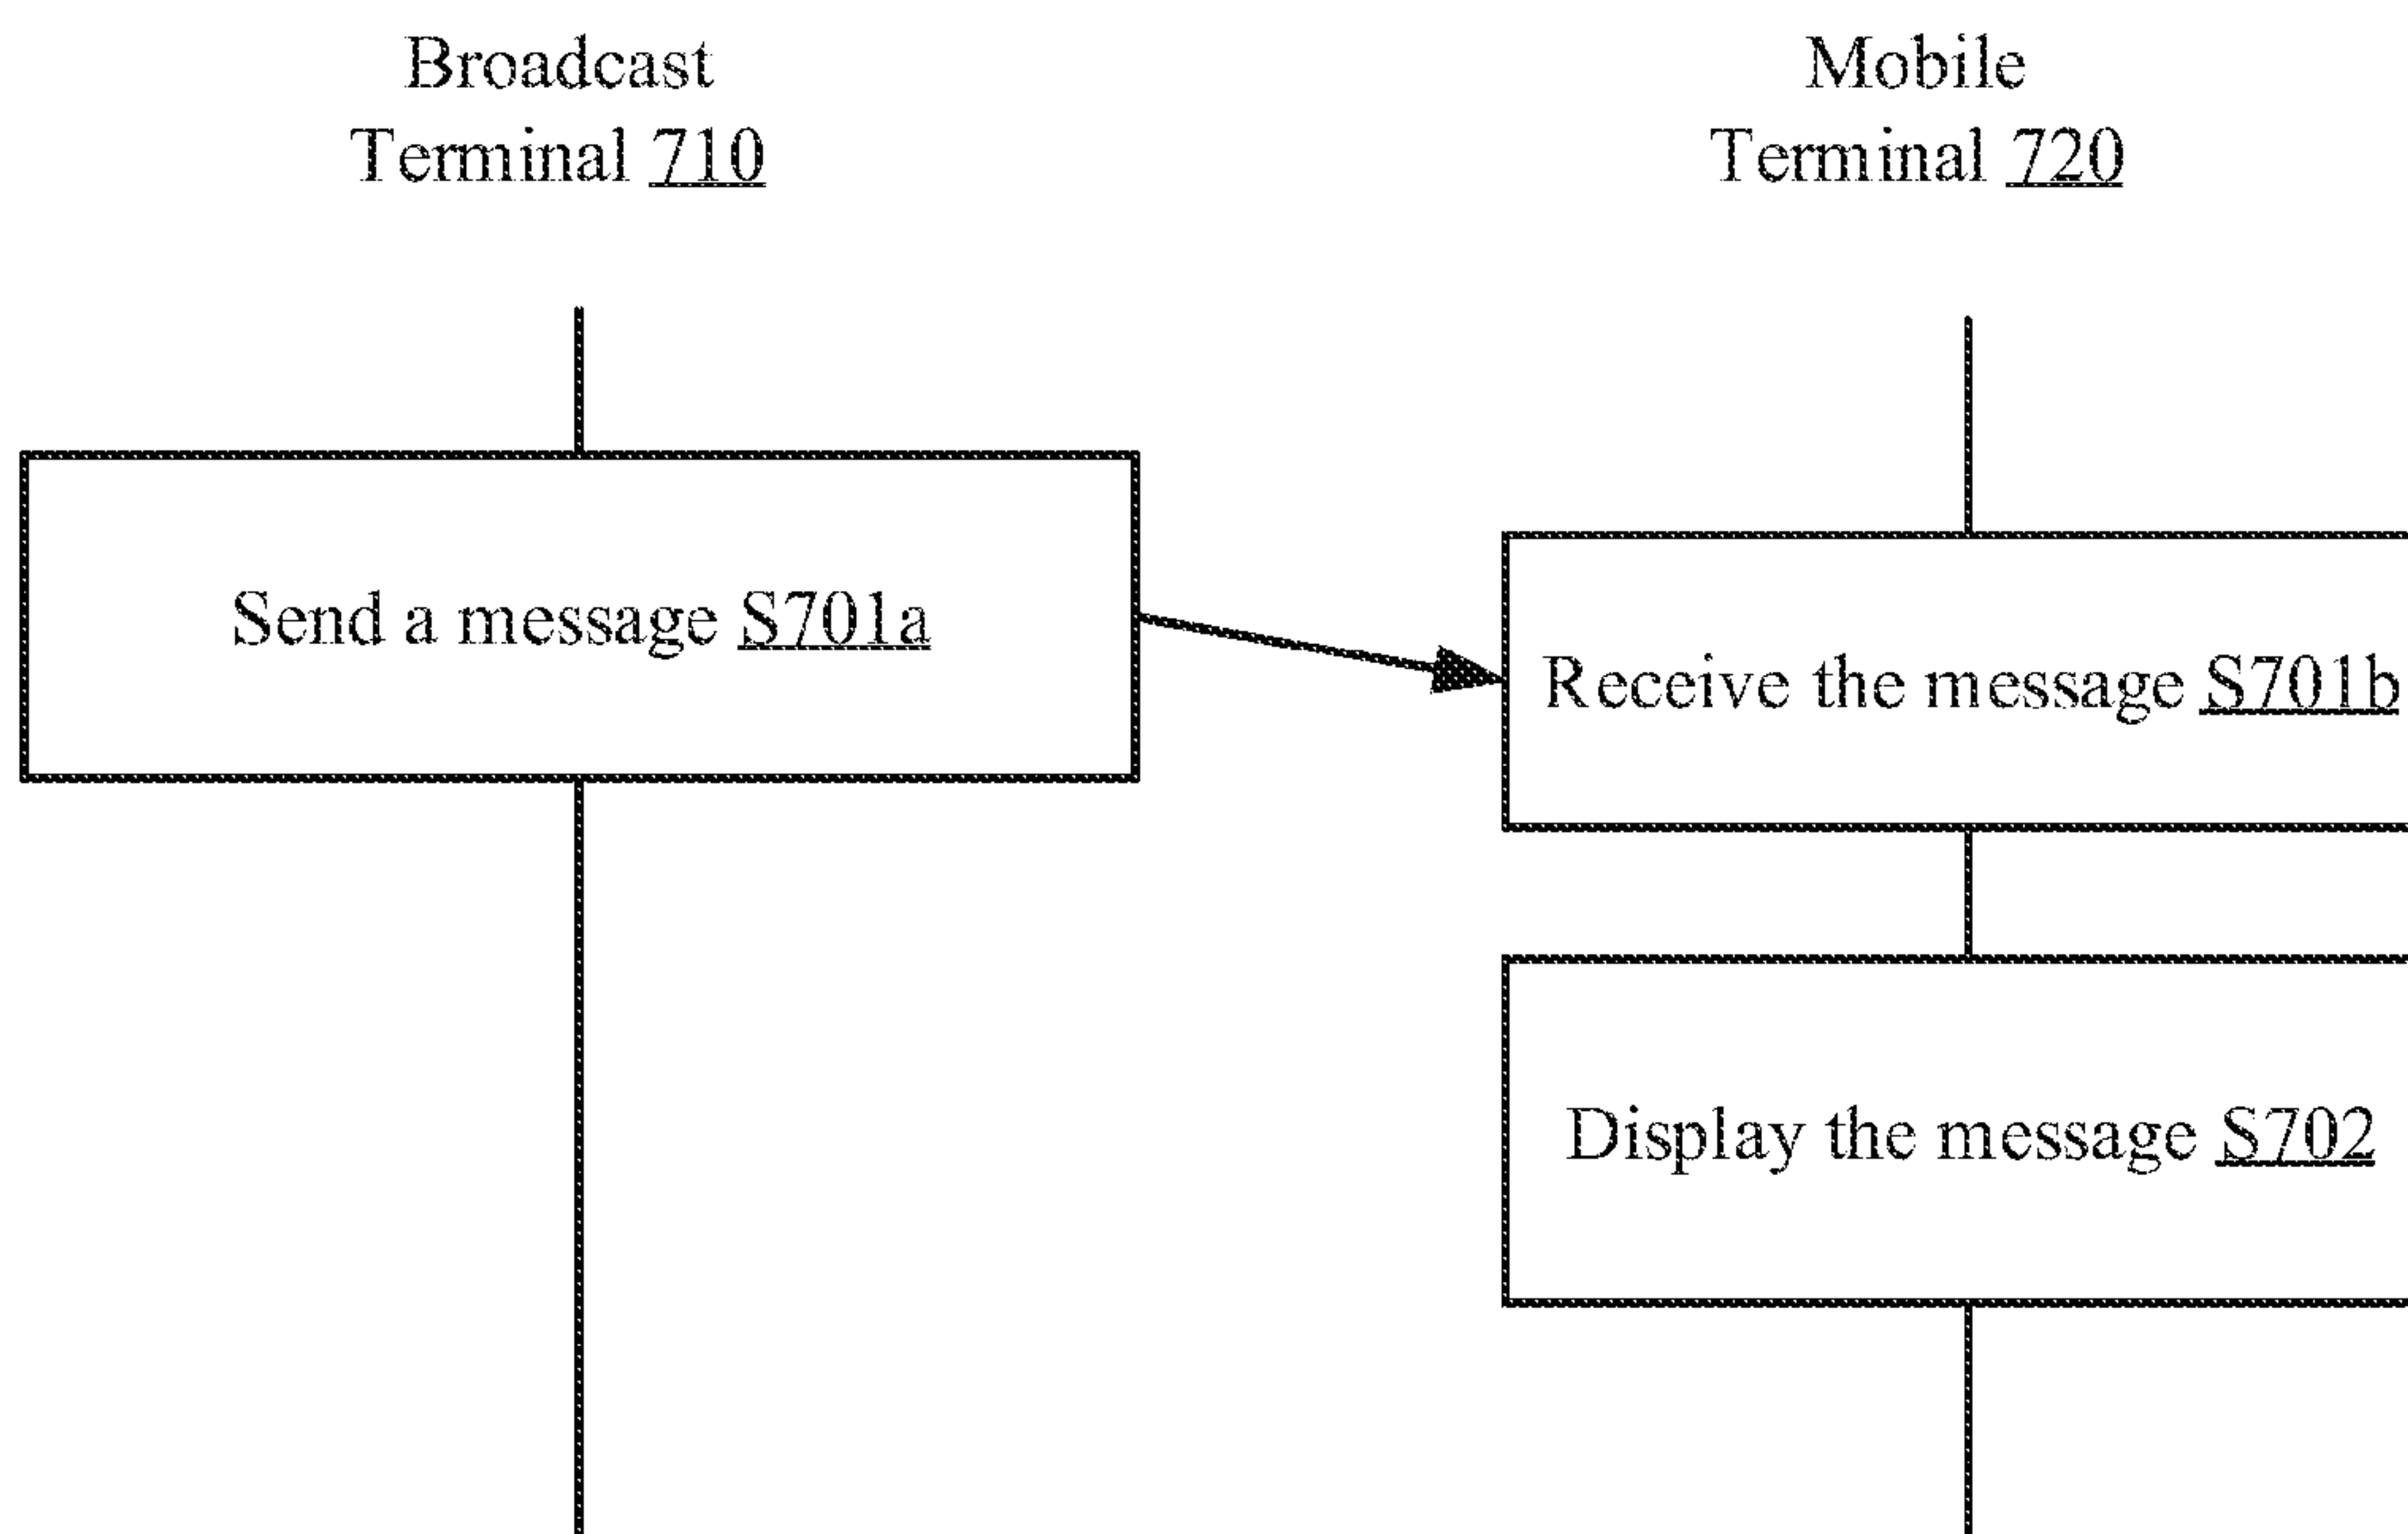 Broadcast
Terminal 710
Mobile
Terminal 720
Send a message S701a
Receive the message S701b
Display the message S702